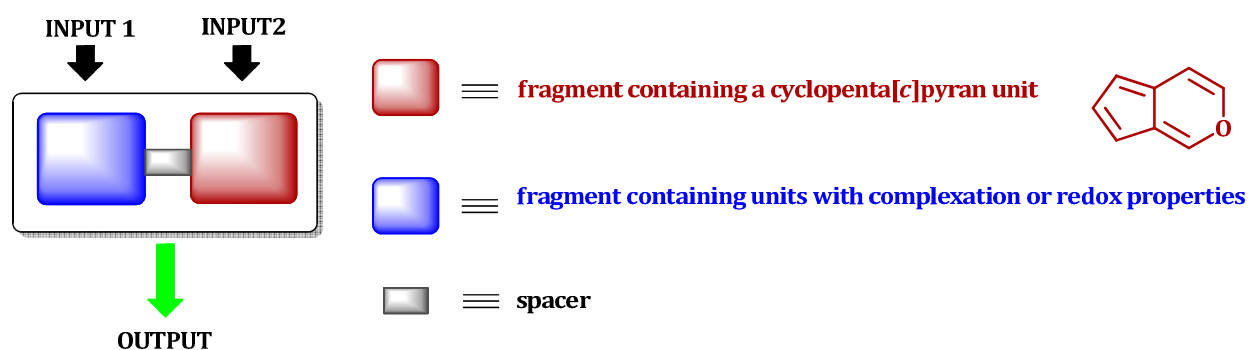 INPUT 1
INPUT2
OUTPUT
fragment containing a cyclopenta[c]pyran unit
O
fragment containing units with complexation or redox properties
spacer